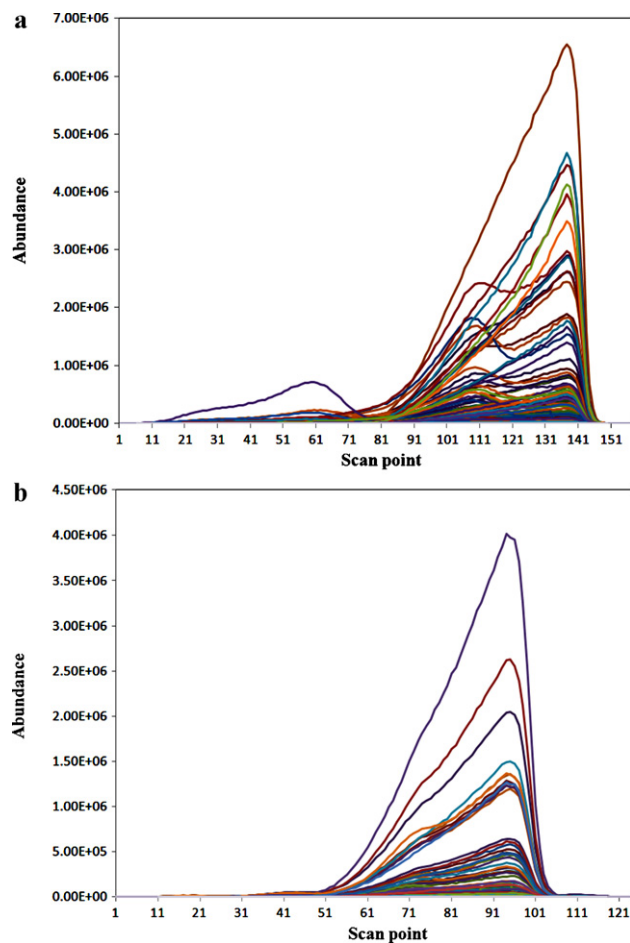 a
7.00E+06
6.00E+06
5.00E+06
4.00E+06
3.00E+06
2.00E+06
1.00E+06
0.00E+00
Abundance
1 11 21 31 41 51 61 71 81 91 101 111 121 131 141 151
Scan point
b
4.50E+06
4.00E+06
3.50E+06
3.00E+06
2.50E+06
2.00E+06
1.50E+06
1.00E+06
5.00E+05
0.00E+00
Abundance
1 11 21 31 41 51 61 71 81 91 101 111 121
Scan point